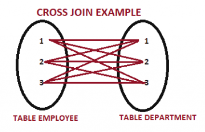 CROSS JOIN EXAMPLE
1 1
2 2
3 3
TABLE EMPLOYEE TABLE DEPARTMENT